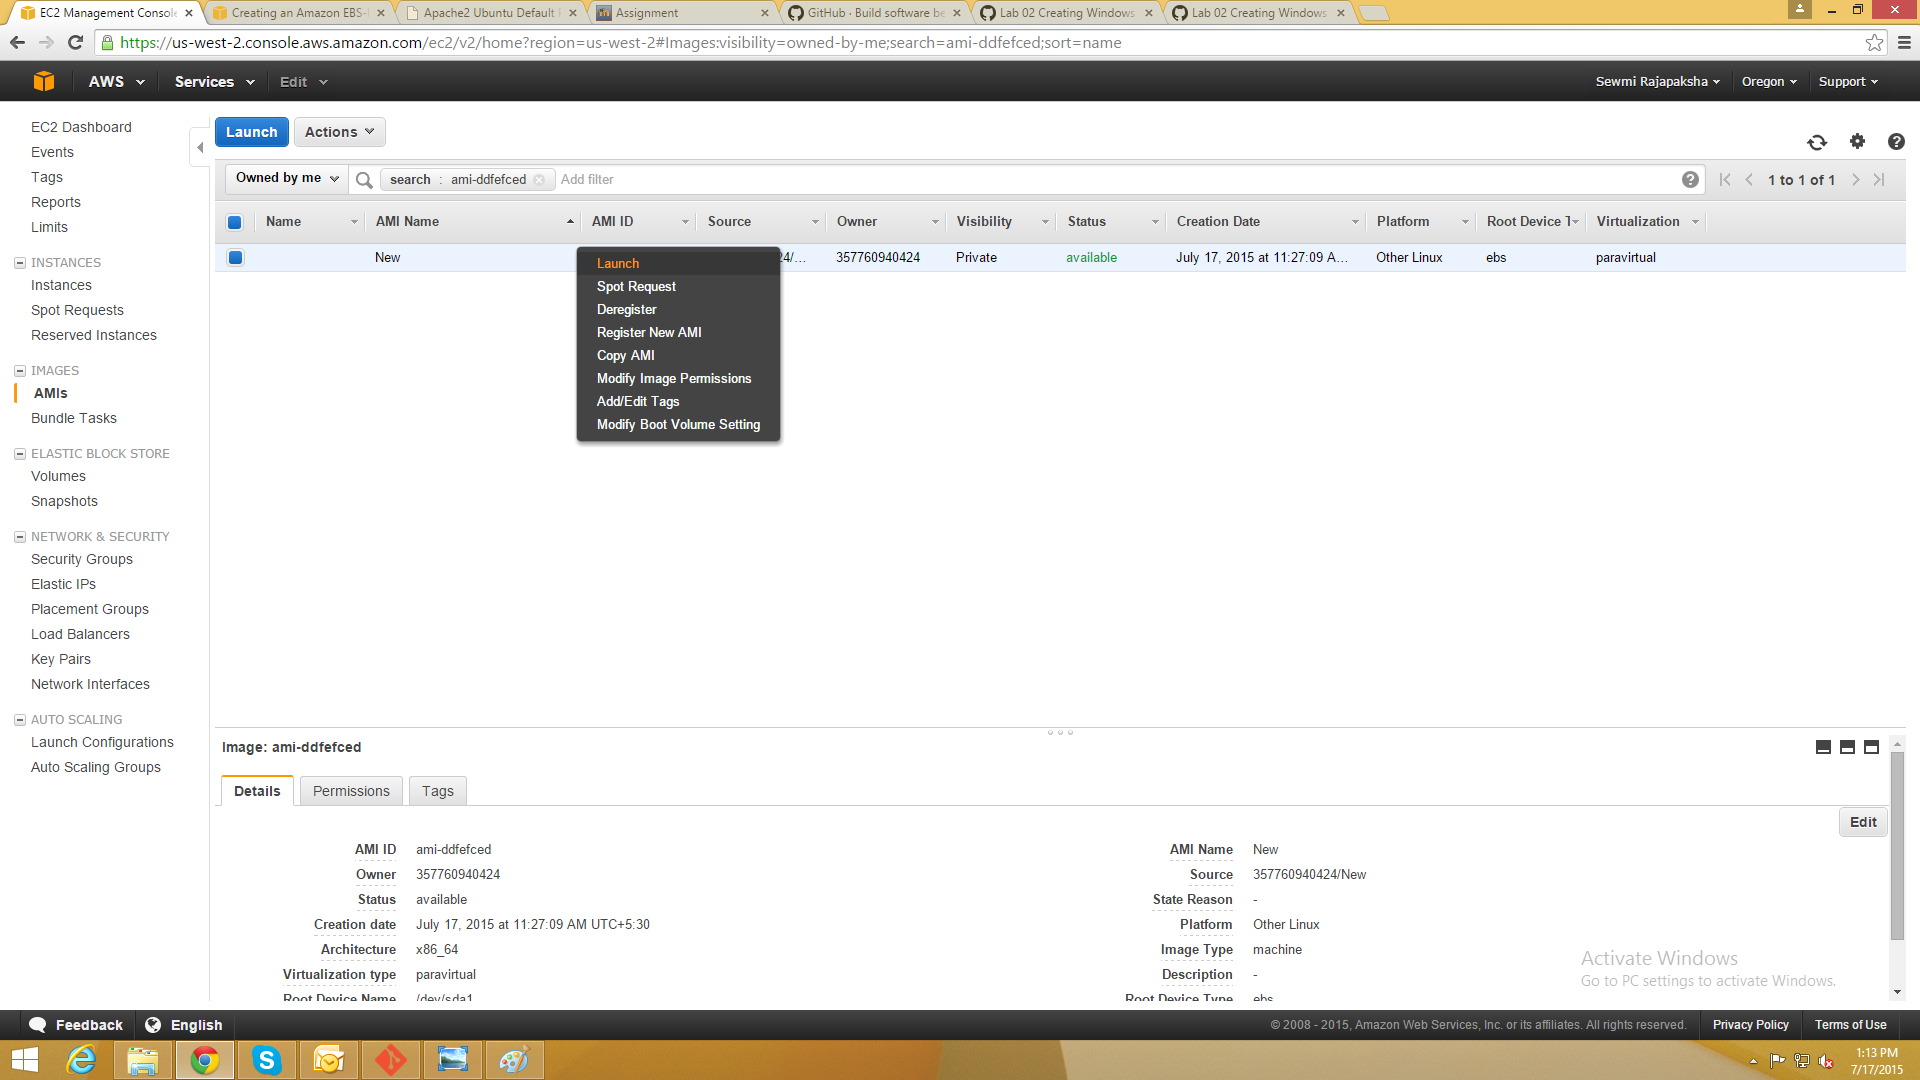 EC2 Management Console
Creating an Amazon EBS-
Apache2 Ubuntu Default
Assignment
GitHub · Build software be
Lab 02 Creating Windows
Lab 02 Creating Windows
https://us-west-2.console.aws.amazon.com/ec2/v2/home?region=us-west-2#Images:visibility=owned-by-me;search=ami-ddfefced;sort=name
AWS Services Edit
Sewmi Rajapaksha Oregon Support
EC2 Dashboard
Events
Tags
Reports
Limits
INSTANCES
Instances
Spot Requests
Reserved Instances
IMAGES
AMIs
Bundle Tasks
ELASTIC BLOCK STORE
Volumes
Snapshots
NETWORK & SECURITY
Security Groups
Elastic IPs
Placement Groups
Load Balancers
Key Pairs
Network Interfaces
AUTO SCALING
Launch Configurations
Auto Scaling Groups
Launch Actions
Owned by me search : ami-ddfefced Add filter 1 to 1 of 1
Name AMI Name AMI ID Source Owner Visibility Status Creation Date Platform Root Device T Virtualization
New 24/... 357760940424 Private available July 17, 2015 at 11:27:09 A... Other Linux ebs paravirtual
Launch
Spot Request
Deregister
Register New AMI
Copy AMI
Modify Image Permissions
Add/Edit Tags
Modify Boot Volume Setting
Image: ami-ddfefced
Details Permissions Tags
Edit
AMI ID ami-ddfefced
Owner 357760940424
Status available
Creation date July 17, 2015 at 11:27:09 AM UTC+5:30
Architecture x86_64
Virtualization type paravirtual
Root Device Name /dev/sda1
AMI Name New
Source 357760940424/New
State Reason -
Platform Other Linux
Image Type machine
Description -
Root Device Type ebs
Activate Windows
Go to PC settings to activate Windows.
Feedback English
© 2008 - 2015, Amazon Web Services, Inc. or its affiliates. All rights reserved. Privacy Policy Terms of Use
1:13 PM
7/17/2015